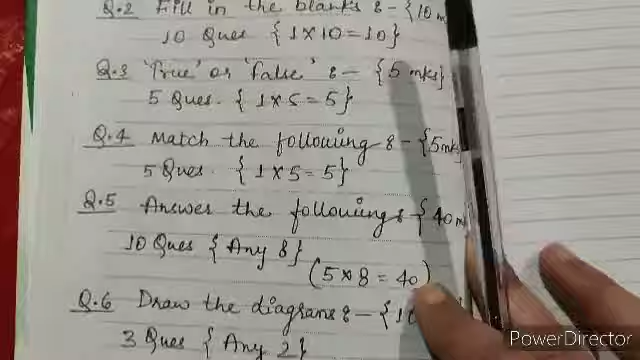 Q.2 Fill in the blanks :- {10 m
10 Ques {1×10=10}
Q.3 'True' or 'False' :- {5 mks}
5 Ques. {1×5=5}
Q.4 Match the following :- {5mk
5 Ques. {1×5=5}
Q.5 Answer the following : {40 m
10 Ques {Any 8}
(5×8=40)
Q.6 Draw the diagrams :- {10
3 Ques {Any 2}
PowerDirector